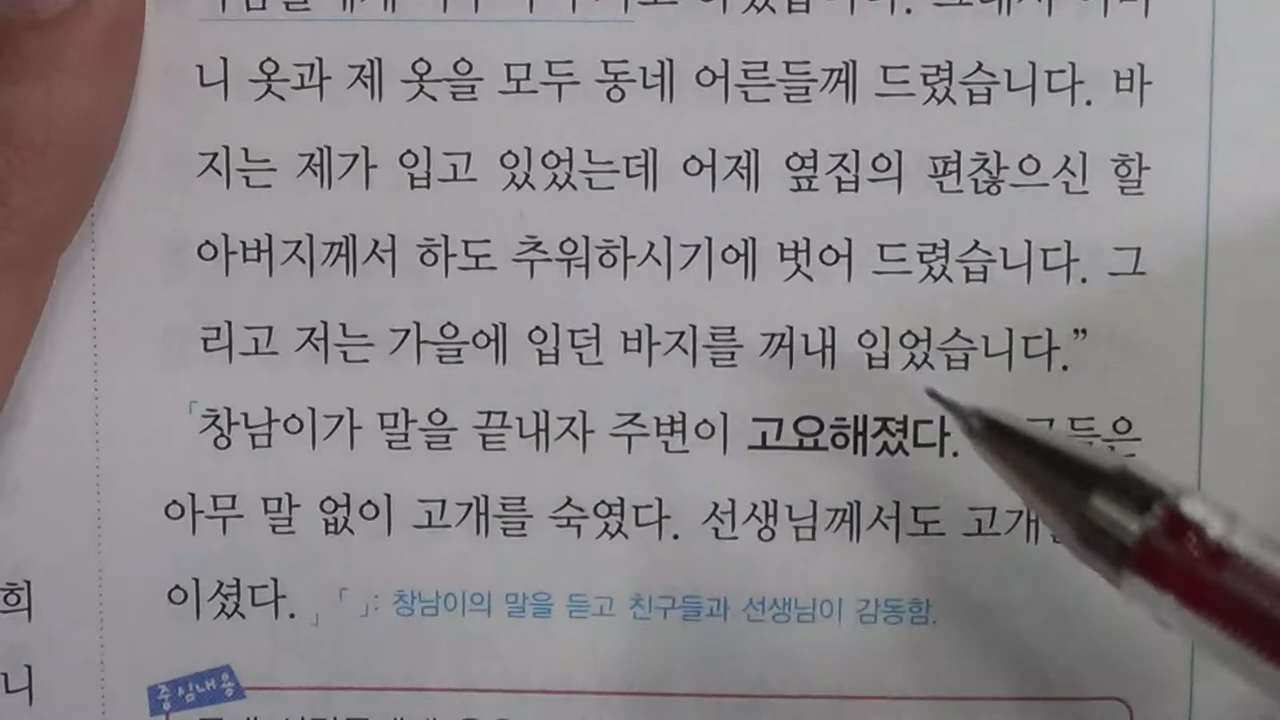 니 옷과 제 옷을 모두 동네 어른들께 드렸습니다. 바
지는 제가 입고 있었는데 어제 옆집의 편찮으신 할
아버지께서 하도 추워하시기에 벗어 드렸습니다. 그
리고 저는 가을에 입던 바지를 꺼내 입었습니다.”
「창남이가 말을 끝내자 주변이 고요해졌다.
아무 말 없이 고개를 숙였다. 선생님께서도
이셨다.」 「 」: 창남이의 말을 듣고 친구들과 선생님이 감동함.
희
니
중심내용